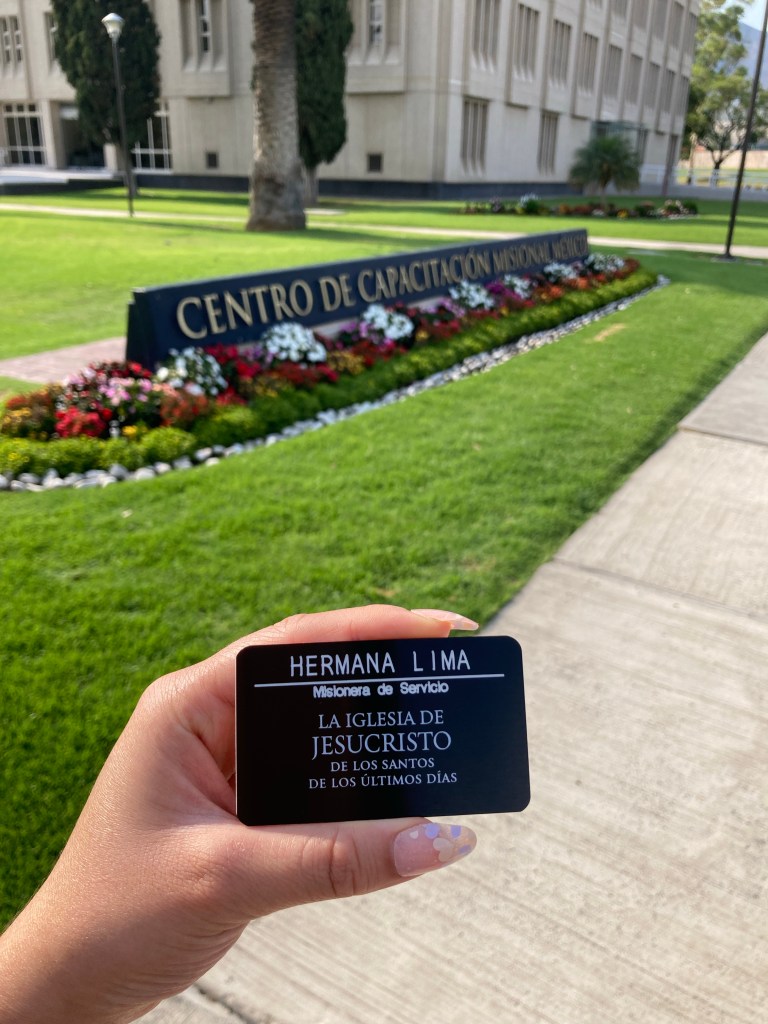 CENTRO DE CAPACITACIÓN MISIONAL MÉXICO
HERMANA LIMA
Misionera de Servicio
LA IGLESIA DE
JESUCRISTO
DE LOS SANTOS
DE LOS ÚLTIMOS DÍAS